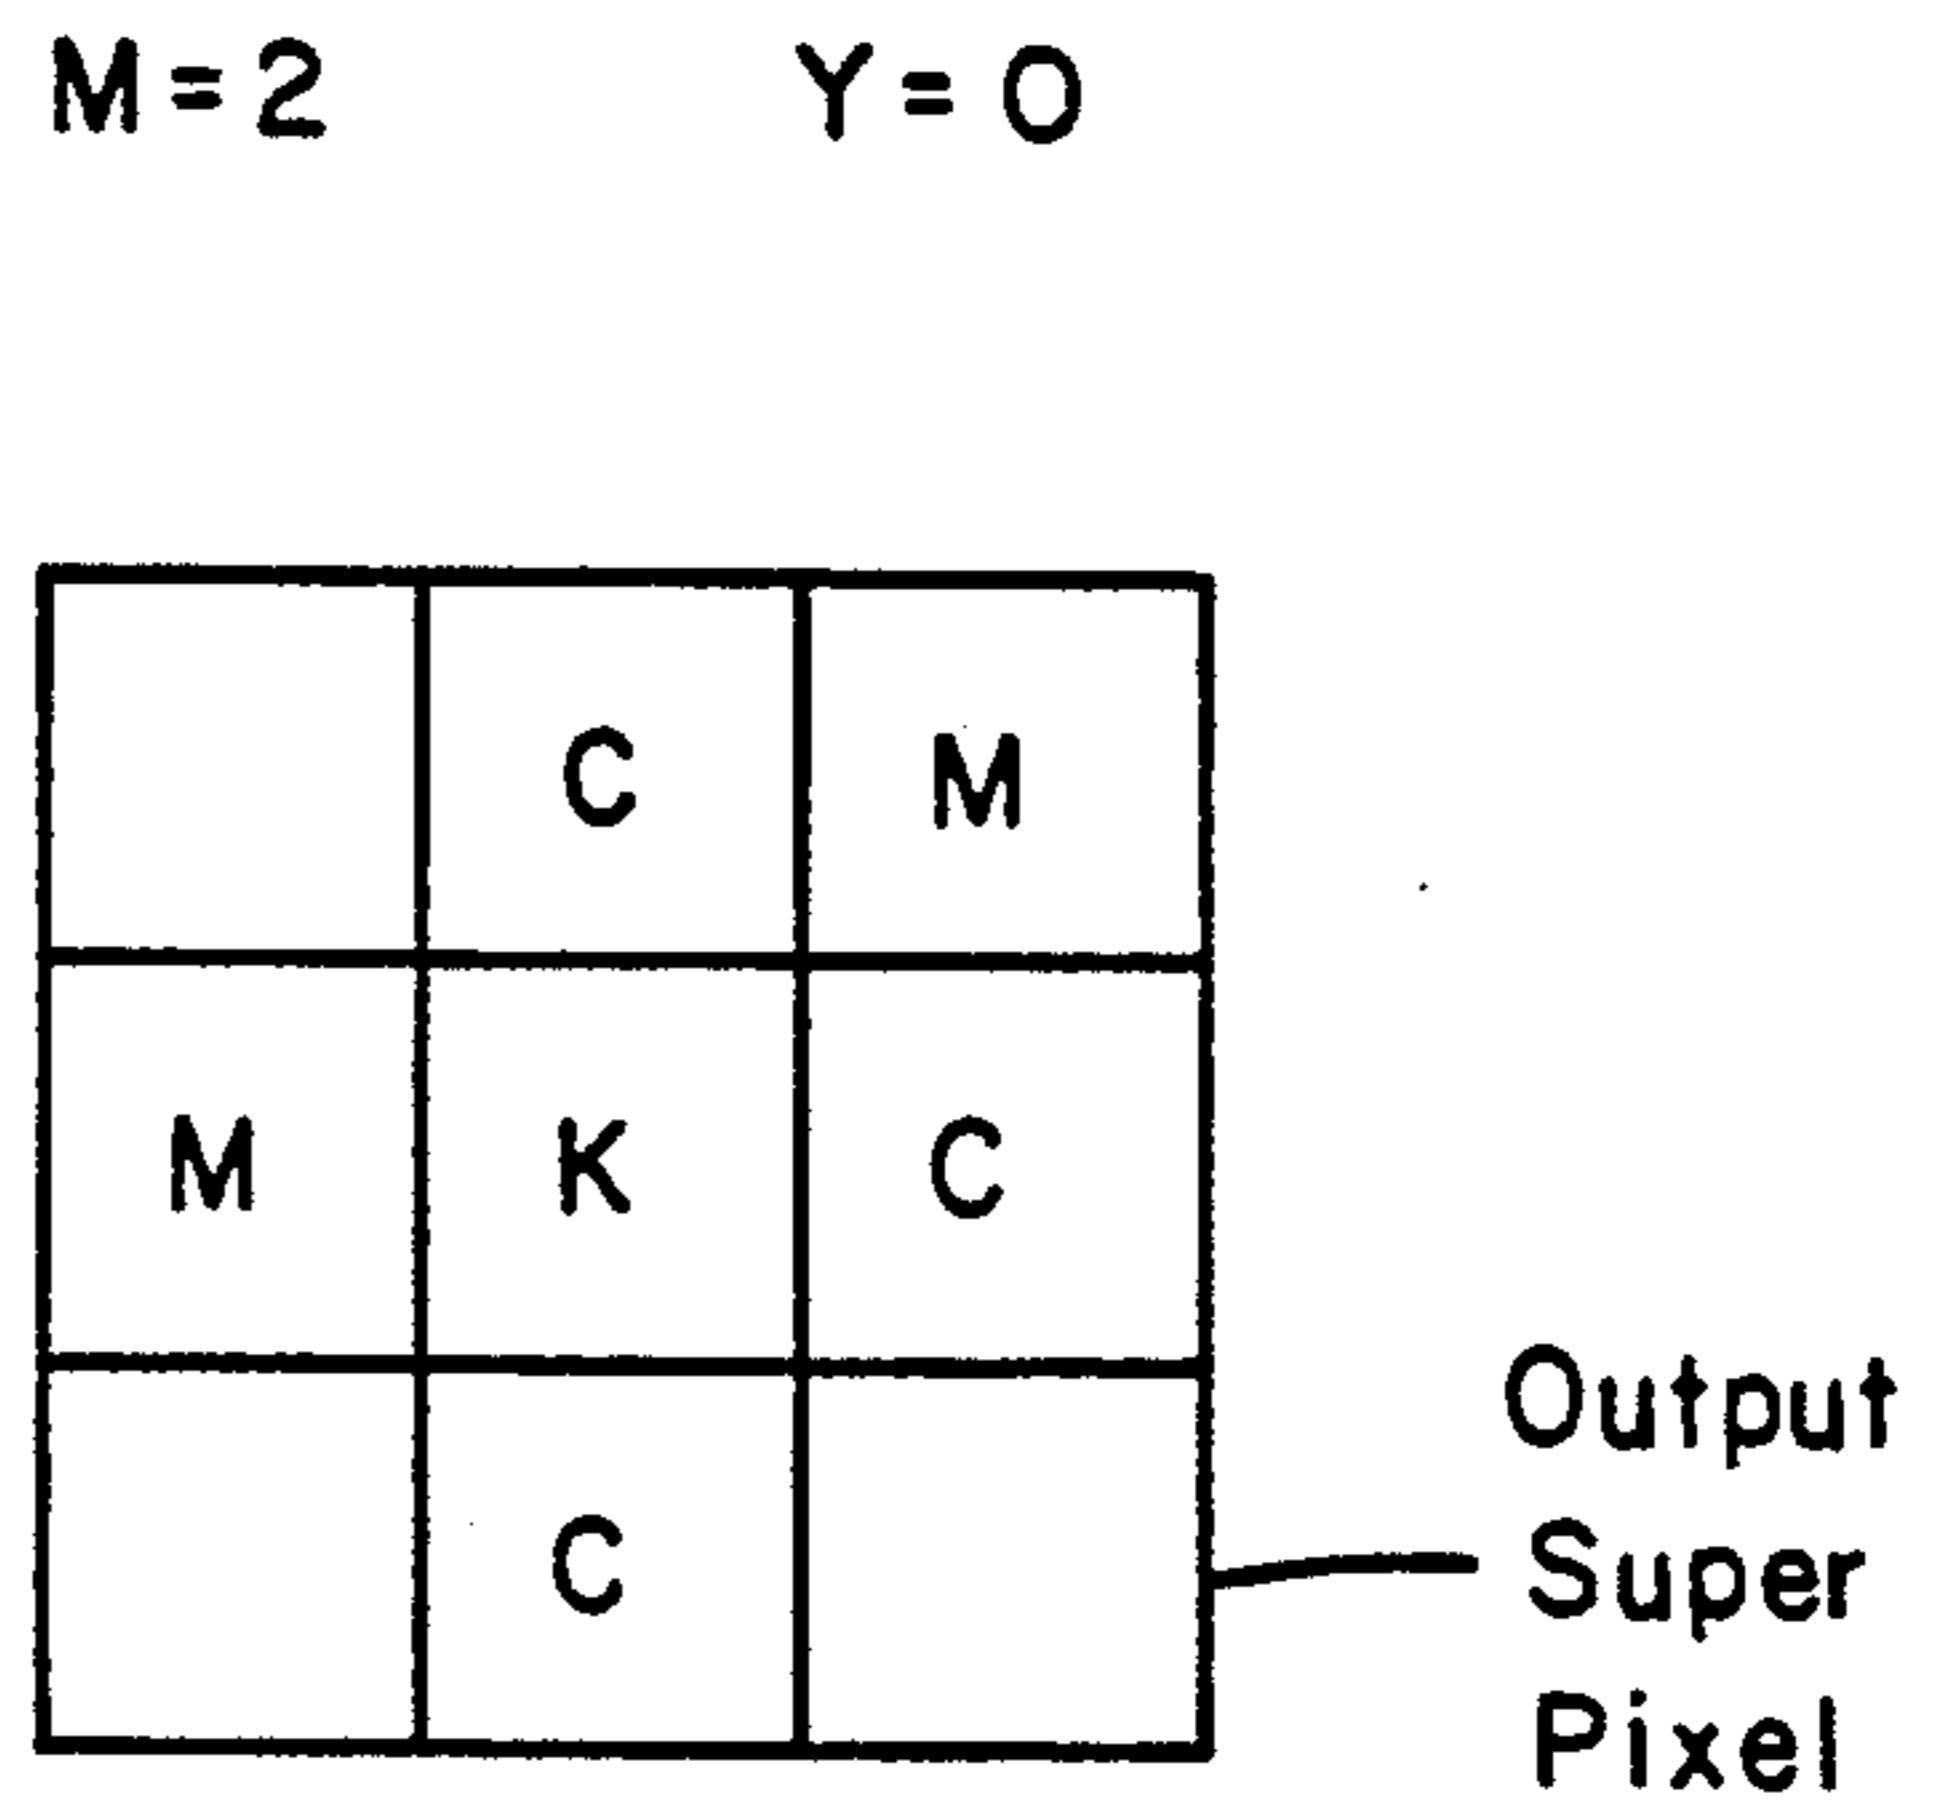 M = 2 Y = 0
C M
M K C
C
Output
Super
Pixel